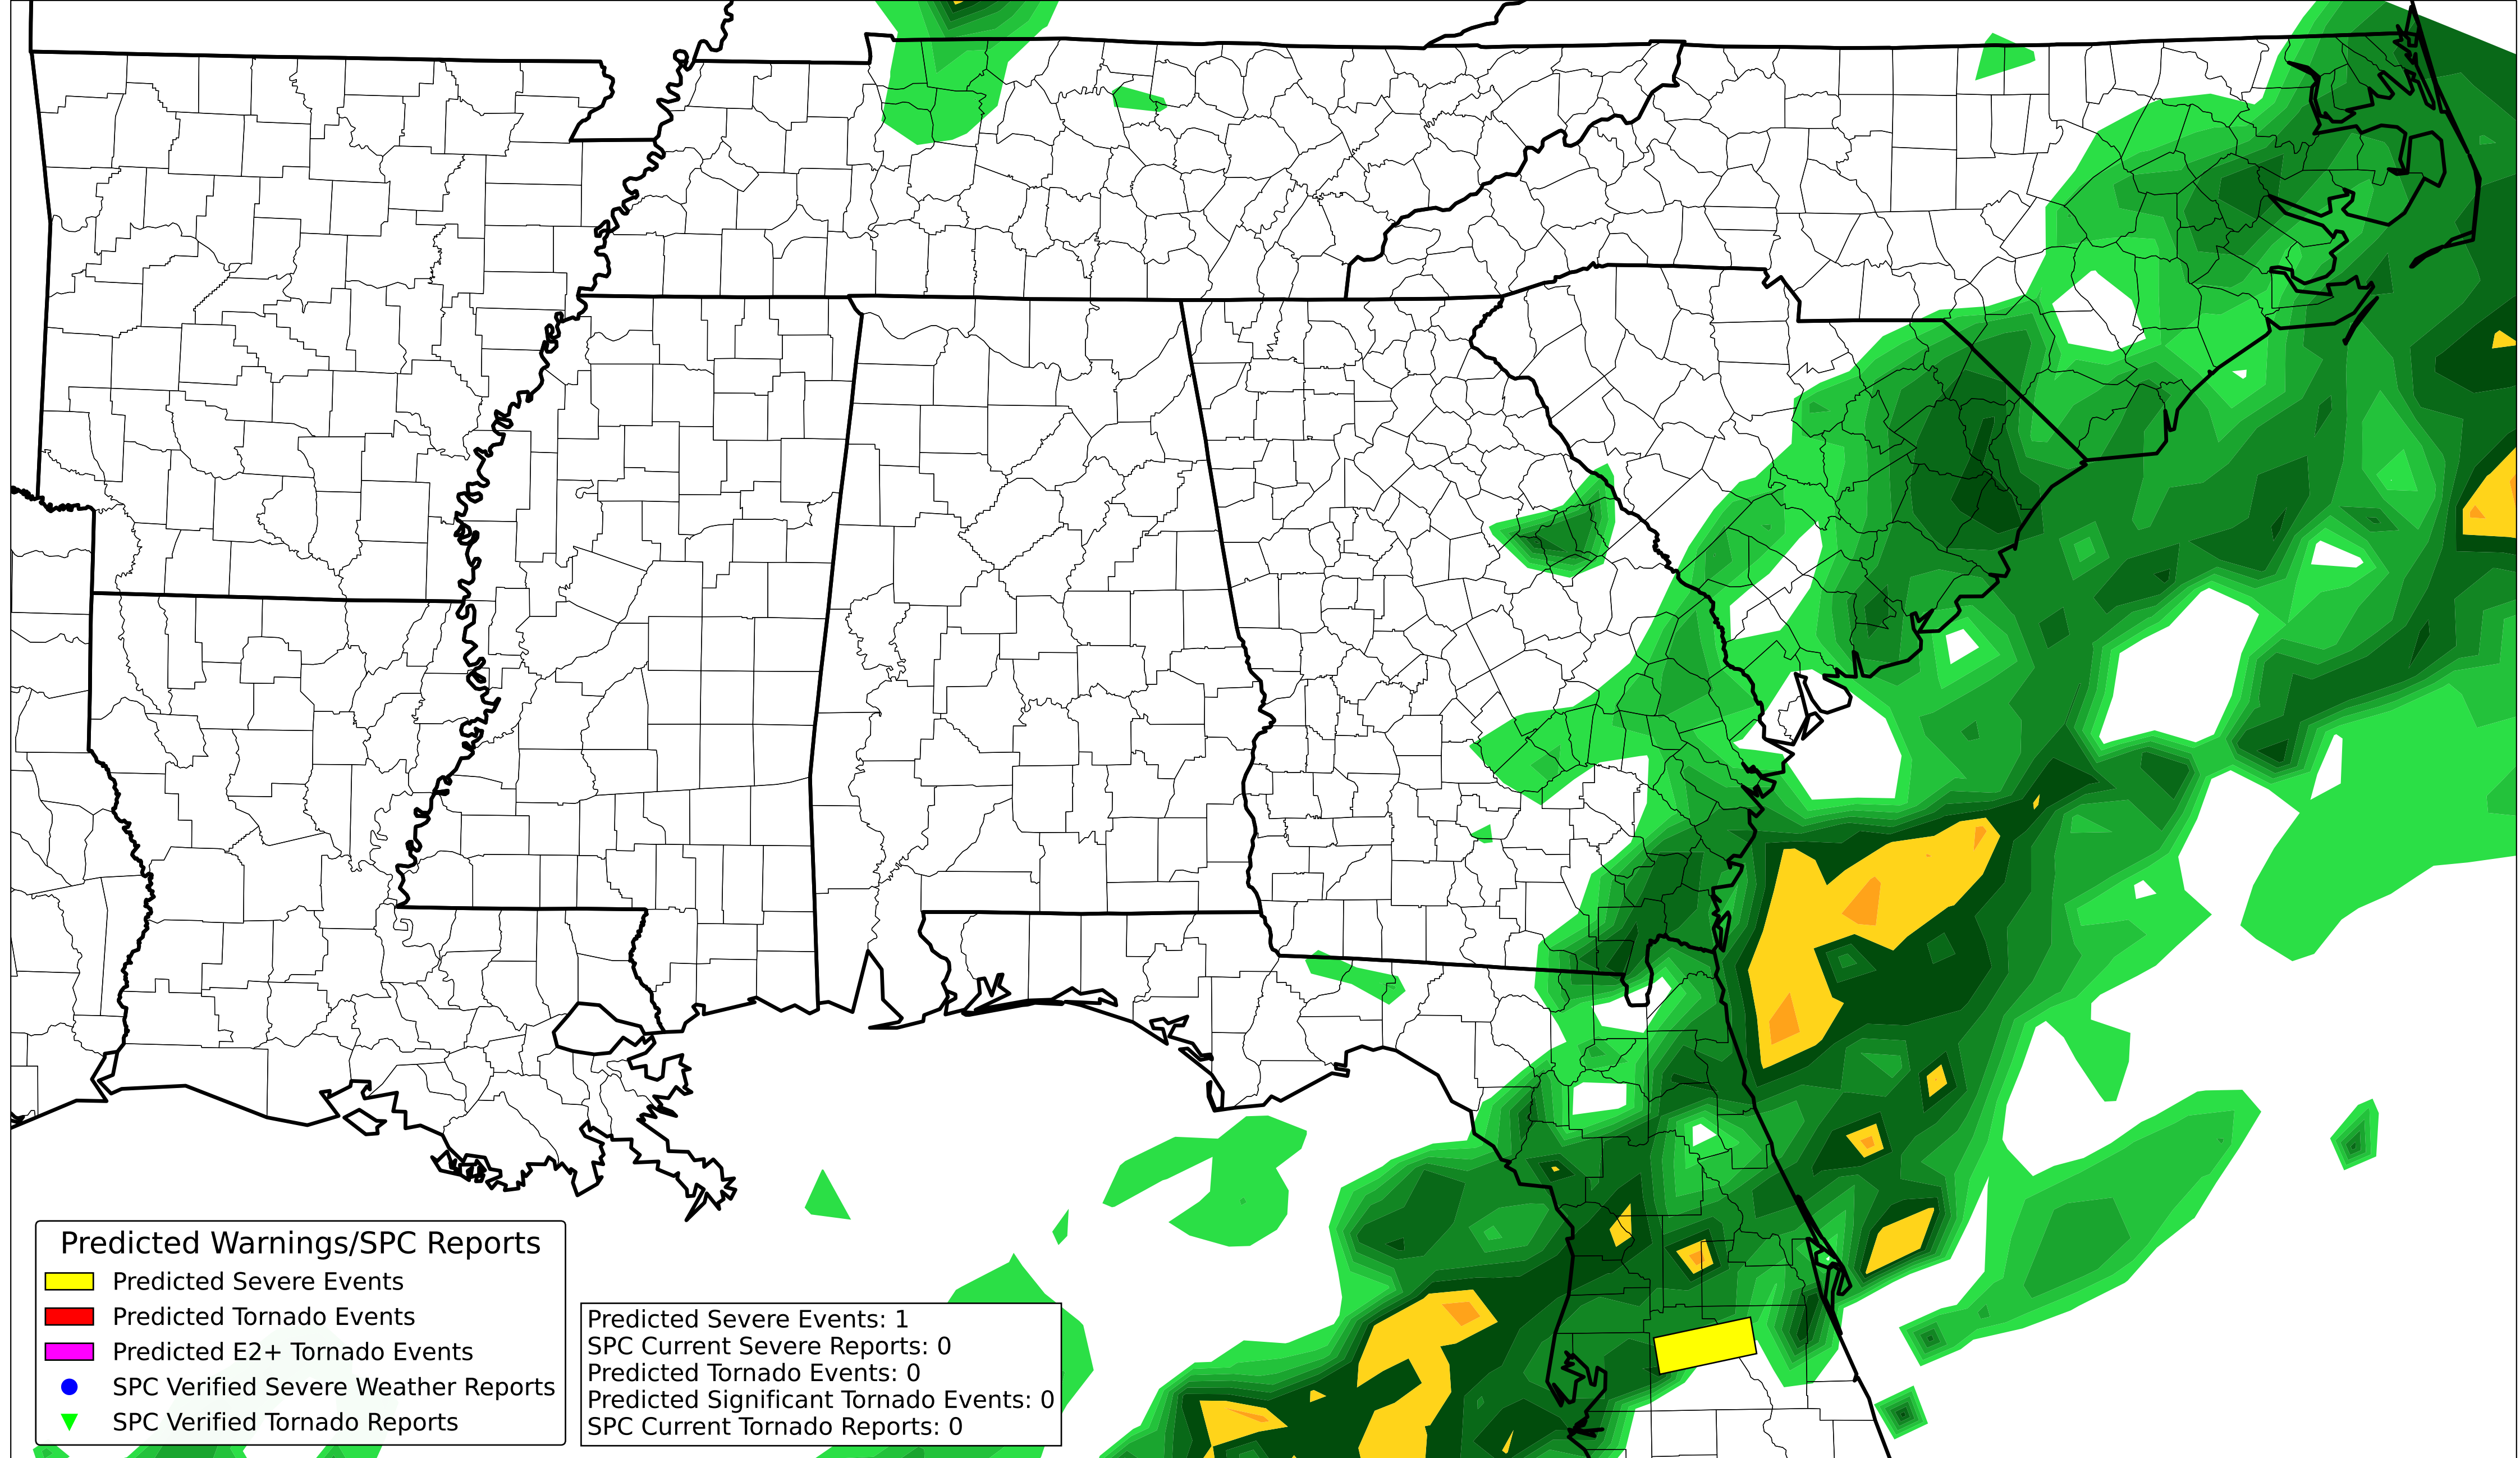 Predicted Warnings/SPC Reports
Predicted Severe Events
Predicted Tornado Events
Predicted E2+ Tornado Events
SPC Verified Severe Weather Reports
SPC Verified Tornado Reports
Predicted Severe Events: 1
SPC Current Severe Reports: 0
Predicted Tornado Events: 0
Predicted Significant Tornado Events: 0
SPC Current Tornado Reports: 0